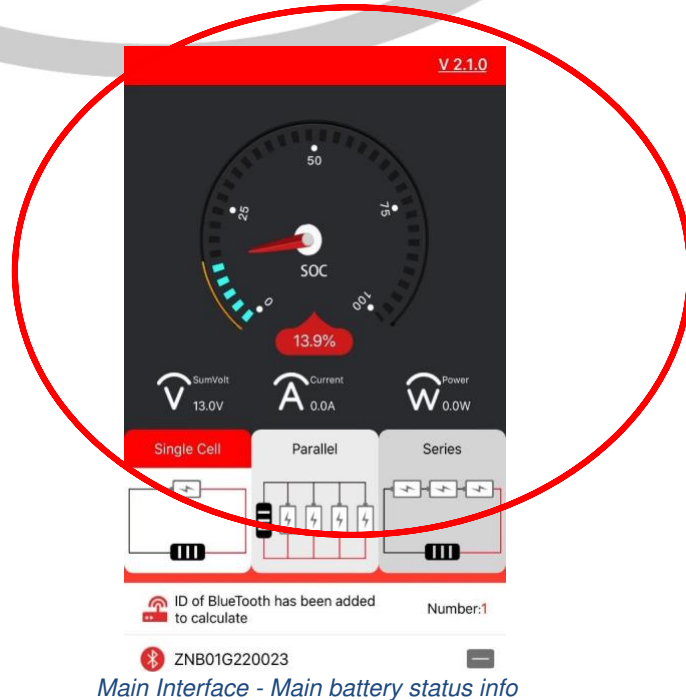 V 2.1.0
50
25
75
SOC
0
100
13.9%
SumVolt
13.0V
Current
0.0A
Power
0.0W
V
A
W
Single Cell
Parallel
Series
ID of BlueTooth has been added
to calculate
Number:1
ZNB01G220023
Main Interface - Main battery status info